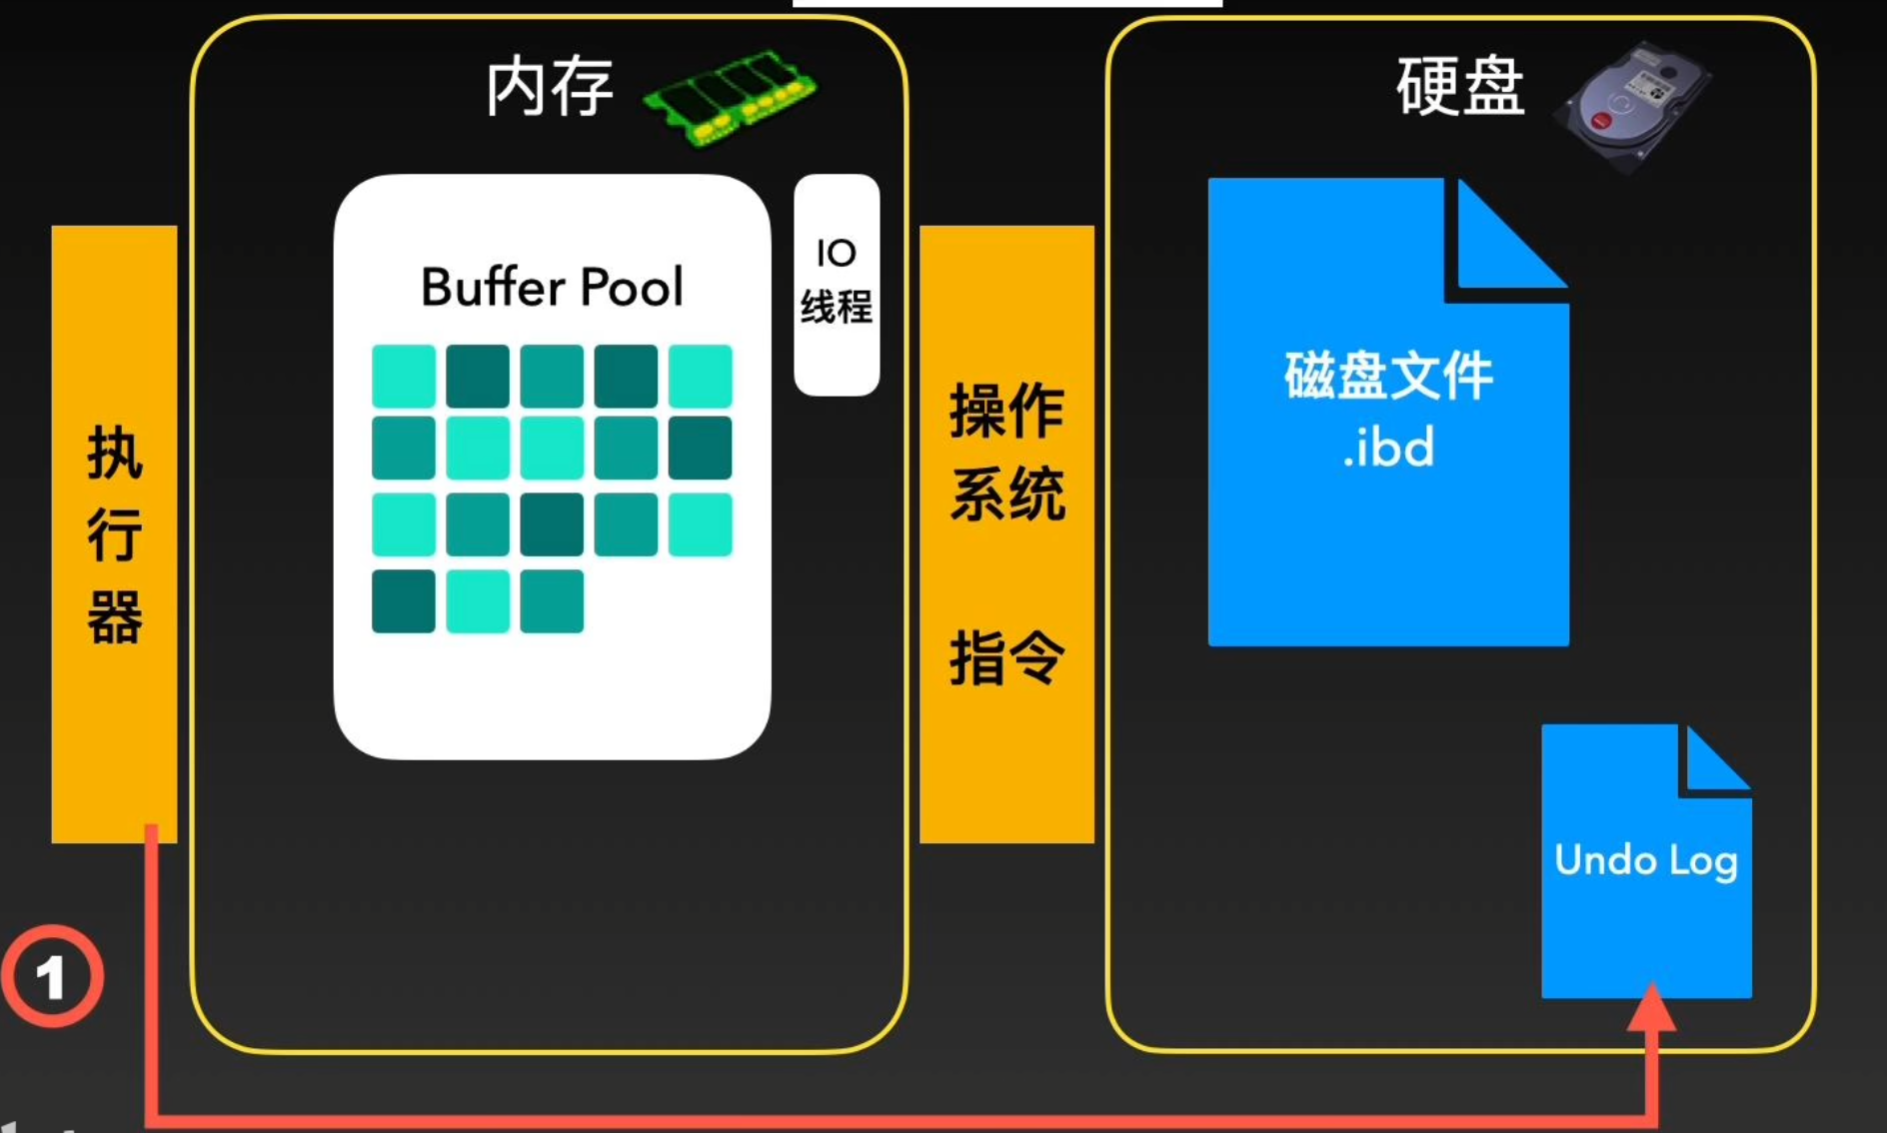 内存
硬盘
Buffer Pool
IO
线程
执
行
器
操作
系统
指令
磁盘文件
.ibd
Undo Log
1